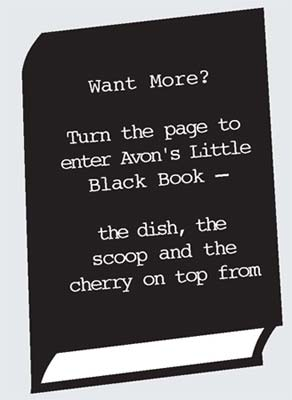 Want More?
Turn the page to
enter Avon's Little
Black Book —
the dish, the
scoop and the
cherry on top from